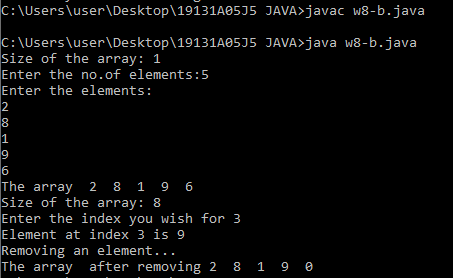 C:\Users\user\Desktop\19131A05J5 JAVA>javac w8-b.java
C:\Users\user\Desktop\19131A05J5 JAVA>java w8-b.java
Size of the array: 1
Enter the no.of elements:5
Enter the elements:
2
8
1
9
6
The array  2  8  1  9  6
Size of the array: 8
Enter the index you wish for 3
Element at index 3 is 9
Removing an element...
The array  after removing 2  8  1  9  0